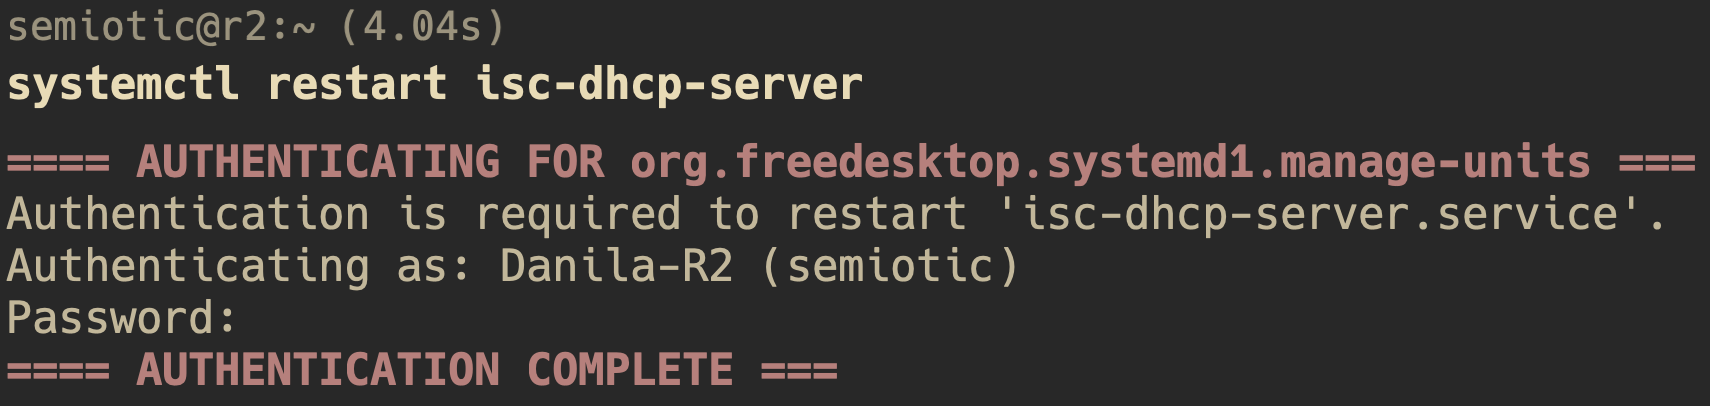 semiotic@r2:~ (4.04s)
systemctl restart isc-dhcp-server
==== AUTHENTICATING FOR org.freedesktop.systemd1.manage-units ===
Authentication is required to restart 'isc-dhcp-server.service'.
Authenticating as: Danila-R2 (semiotic)
Password:
==== AUTHENTICATION COMPLETE ===